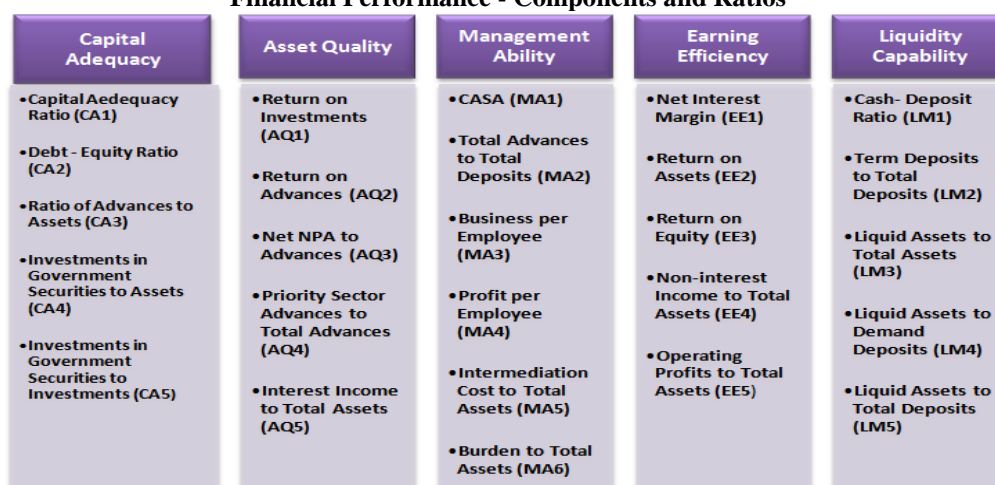 Financial Performance - Components and Ratios
Capital
Adequacy
•Capital Aedequacy
Ratio (CA1)
•Debt - Equity Ratio
(CA2)
•Ratio of Advances to
Assets (CA3)
•Investments in
Government
Securities to Assets
(CA4)
•Investments in
Government
Securities to
Investments (CA5)
Asset Quality
•Return on
Investments
(AQ1)
•Return on
Advances (AQ2)
•Net NPA to
Advances (AQ3)
•Priority Sector
Advances to
Total Advances
(AQ4)
•Interest Income
to Total Assets
(AQ5)
Management
Ability
•CASA (MA1)
•Total Advances
to Total
Deposits (MA2)
•Business per
Employee
(MA3)
•Profit per
Employee
(MA4)
•Intermediation
Cost to Total
Assets (MA5)
•Burden to Total
Assets (MA6)
Earning
Efficiency
•Net Interest
Margin (EE1)
•Return on
Assets (EE2)
•Return on
Equity (EE3)
•Non-interest
Income to Total
Assets (EE4)
•Operating
Profits to Total
Assets (EE5)
Liquidity
Capability
•Cash- Deposit
Ratio (LM1)
•Term Deposits
to Total
Deposits (LM2)
•Liquid Assets to
Total Assets
(LM3)
•Liquid Assets to
Demand
Deposits (LM4)
•Liquid Assets to
Total Deposits
(LM5)